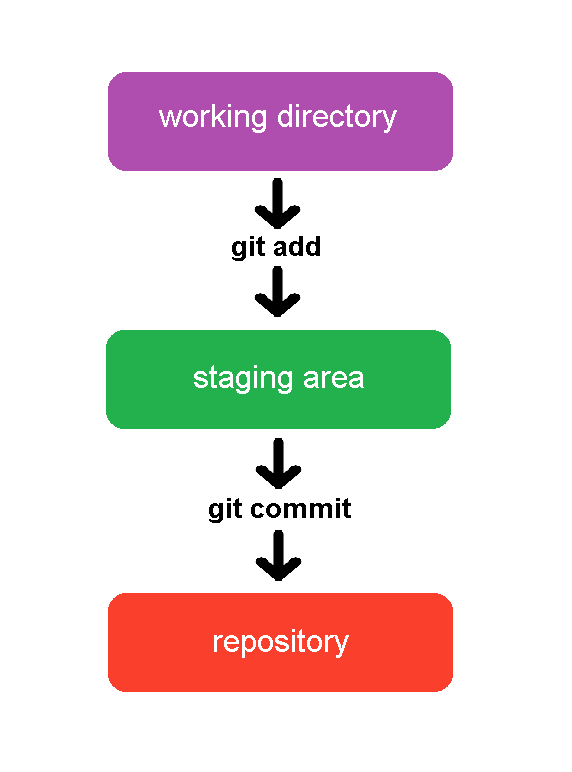 working directory
git add
staging area
git commit
repository